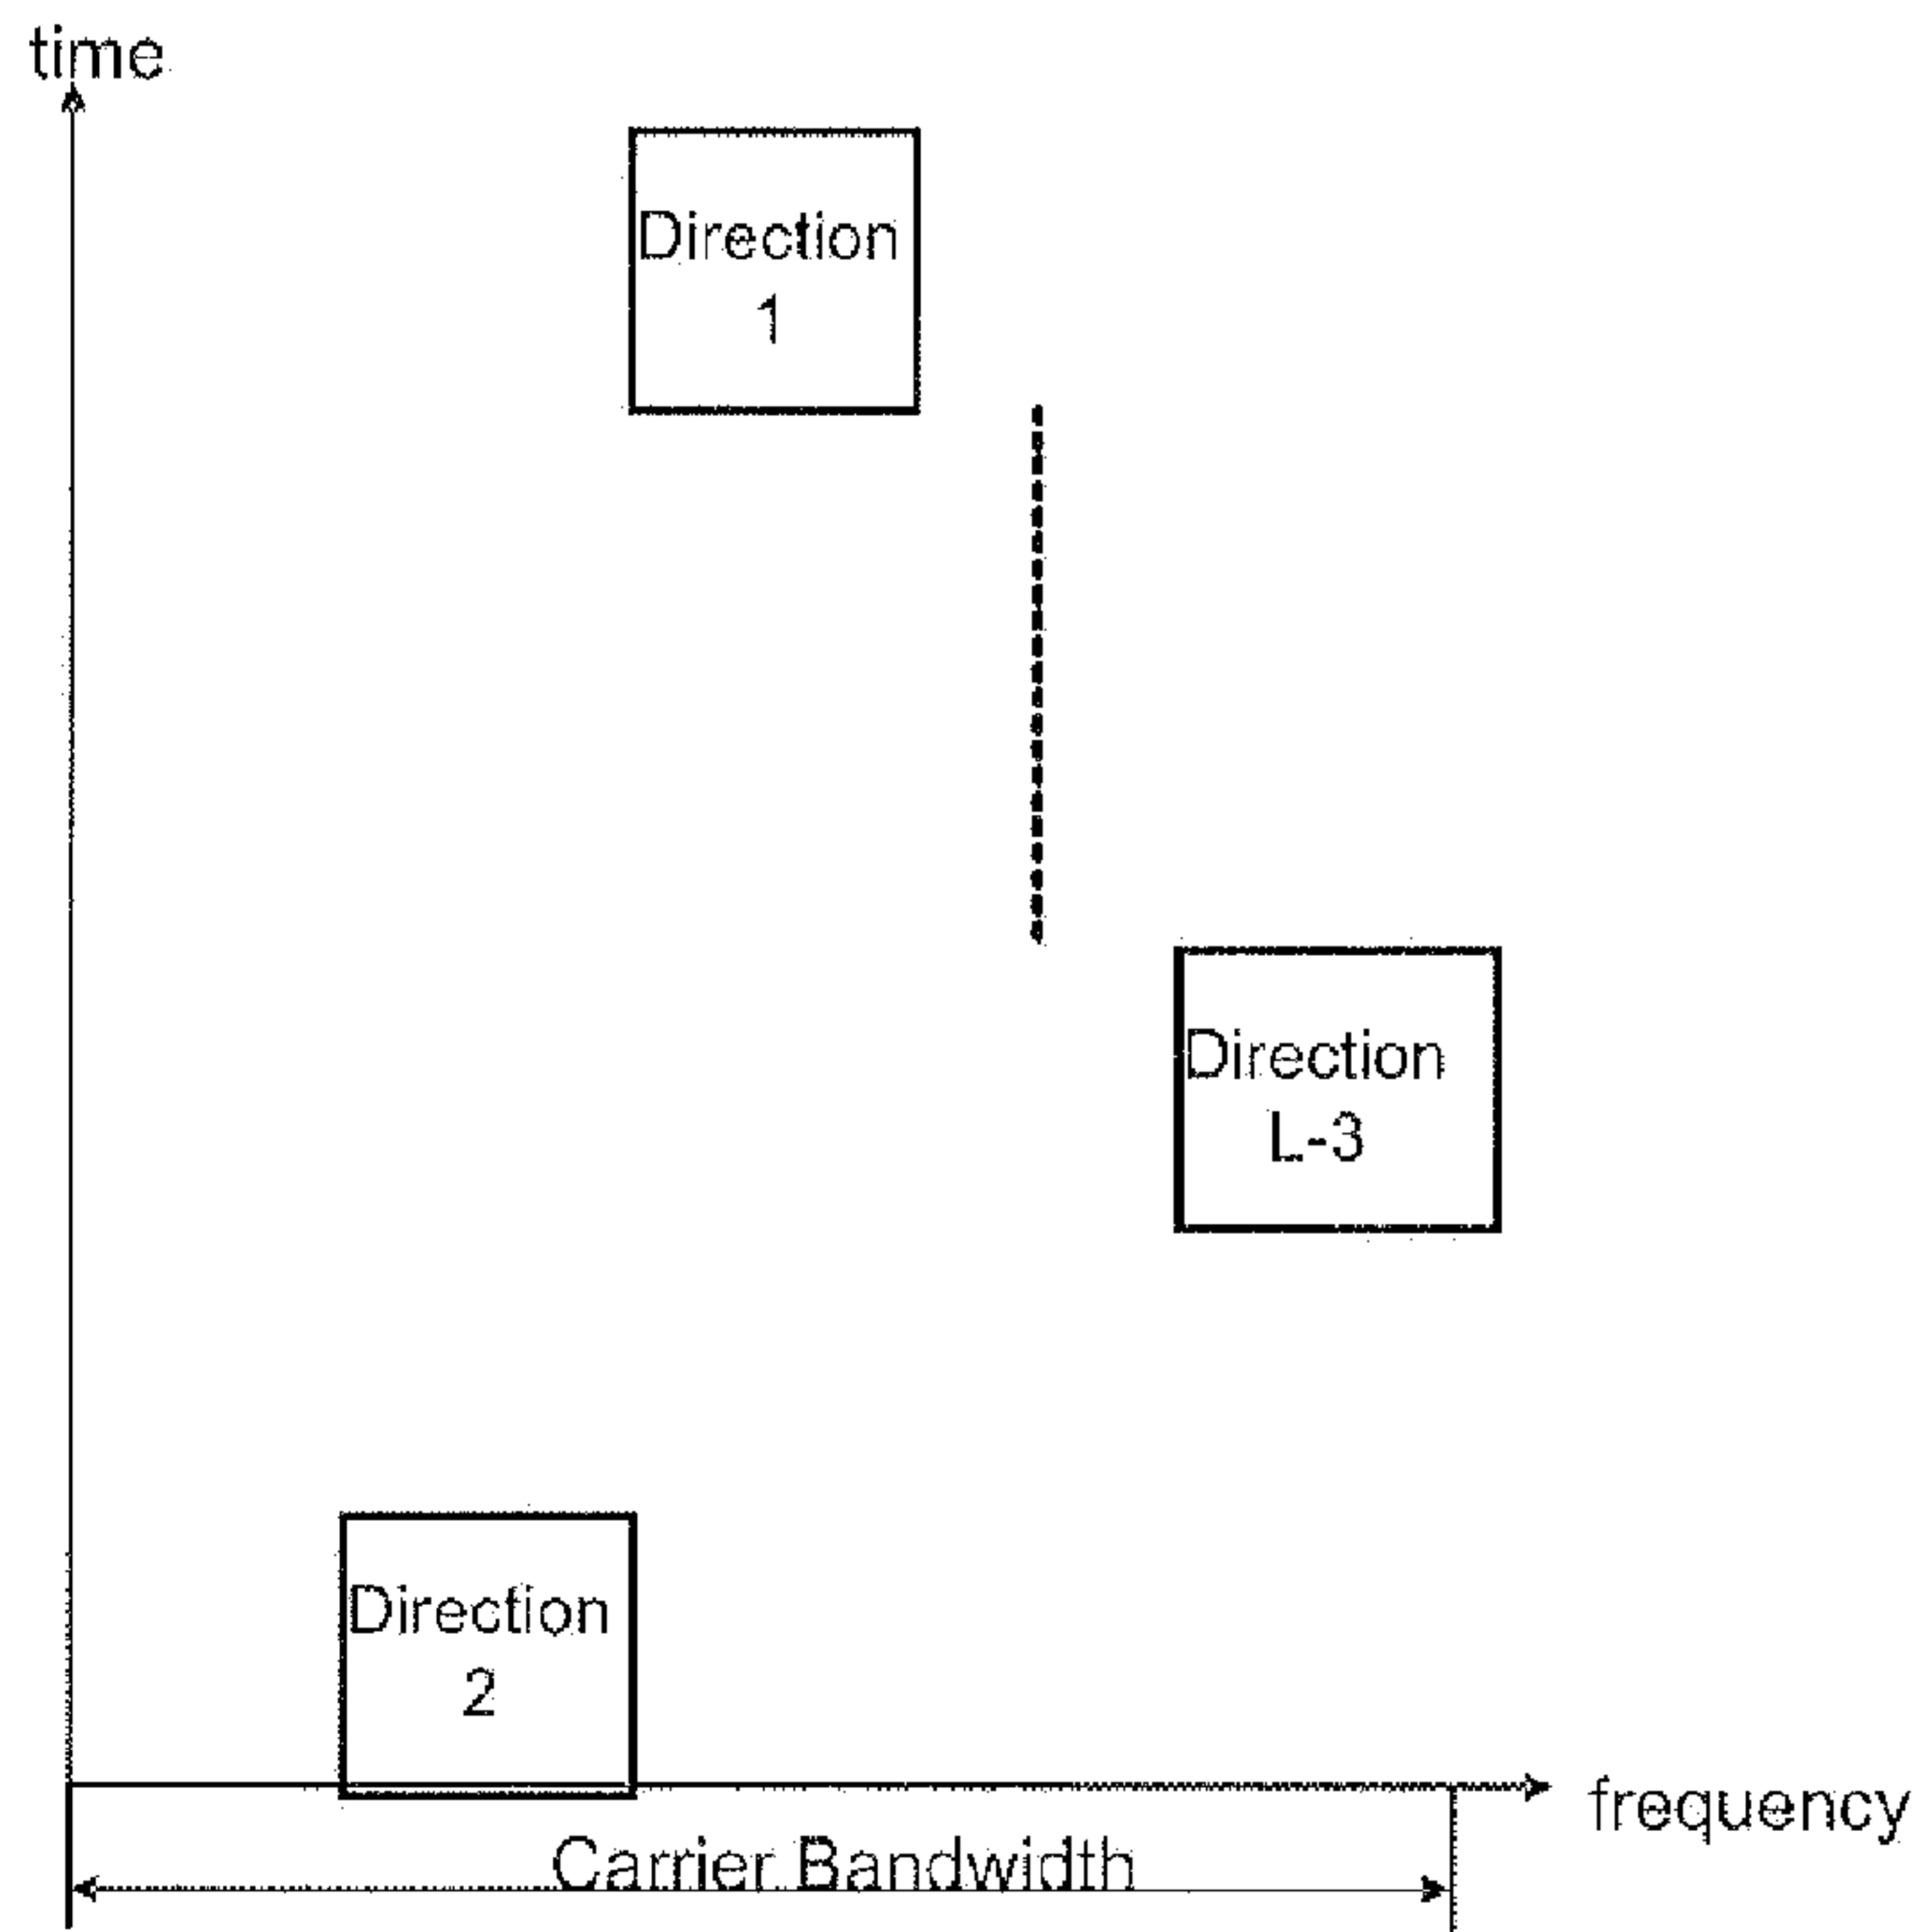 time
Direction
1
Direction
L-3
Direction
2
frequency
Carrier Bandwidth